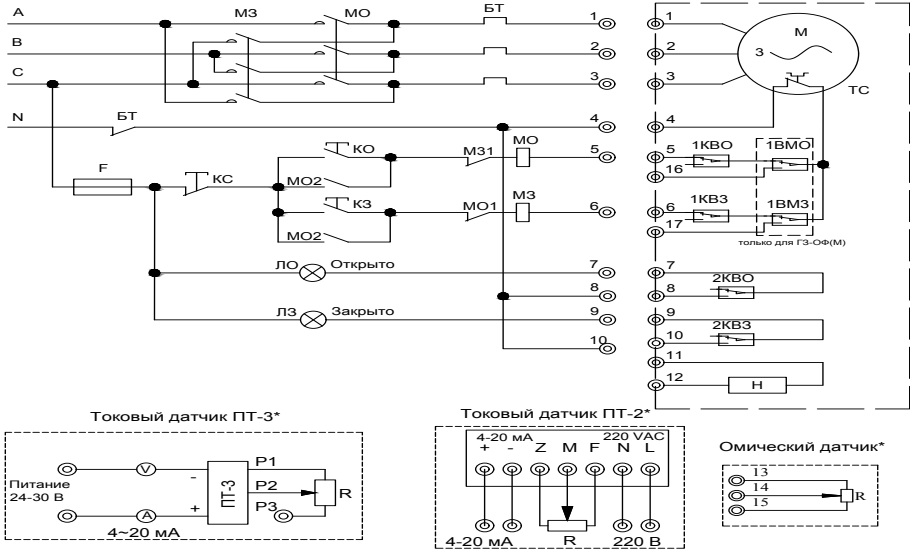 A
МЗ
МО
БТ
1
1
M
3
B
2
2
C
3
3
ТС
N
БТ
4
4
МО
КО
МЗ1
5
5
1КВО
1ВМО
F
КС
МО2
16
КЗ
МЗ
МО1
6
6
1КВЗ
1ВМЗ
МО2
17
только для ГЗ-ОФ(М)
ЛО
Открыто
7
7
8
8
2КВО
ЛЗ
Закрыто
9
9
10
10
2КВЗ
11
12
Н
Токовый датчик ПТ-3*
Питание
24-30 В
V
A
-
+
ПТ-3
P1
P2
P3
R
4~20 мА
Токовый датчик ПТ-2*
4-20 мА
220 VAC
+ - Z M F N L
4-20 мА
R
220 В
Омический датчик*
13
14
15
R